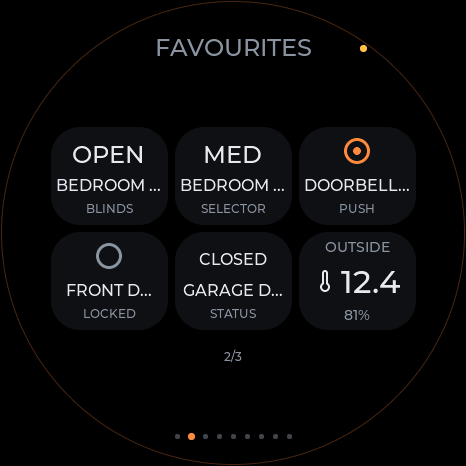 FAVOURITES
OPEN
BEDROOM ...
BLINDS
MED
BEDROOM ...
SELECTOR
DOORBELL...
PUSH
FRONT D...
LOCKED
CLOSED
GARAGE D...
STATUS
OUTSIDE
12.4
81%
2/3